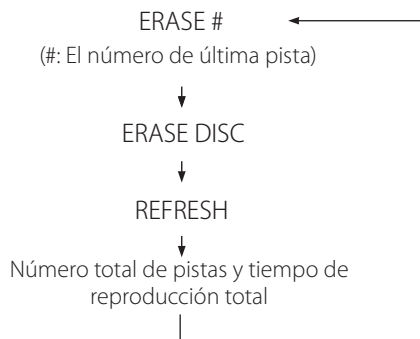 ERASE #
(#: El número de última pista)
ERASE DISC
REFRESH
Número total de pistas y tiempo de
reproducción total